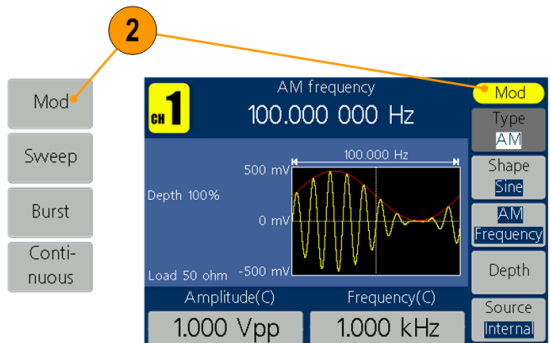 2
Mod
Sweep
Burst
Conti-
nuous
CH 1
AM frequency
100.000 000 Hz
Depth 100%
Load 50 ohm
500 mV
0 mV
-500 mV
100.000 Hz
Amplitude(C)
Frequency(C)
1.000 Vpp
1.000 kHz
Mod
Type
AM
Shape
Sine
AM
Frequency
Depth
Source
Internal